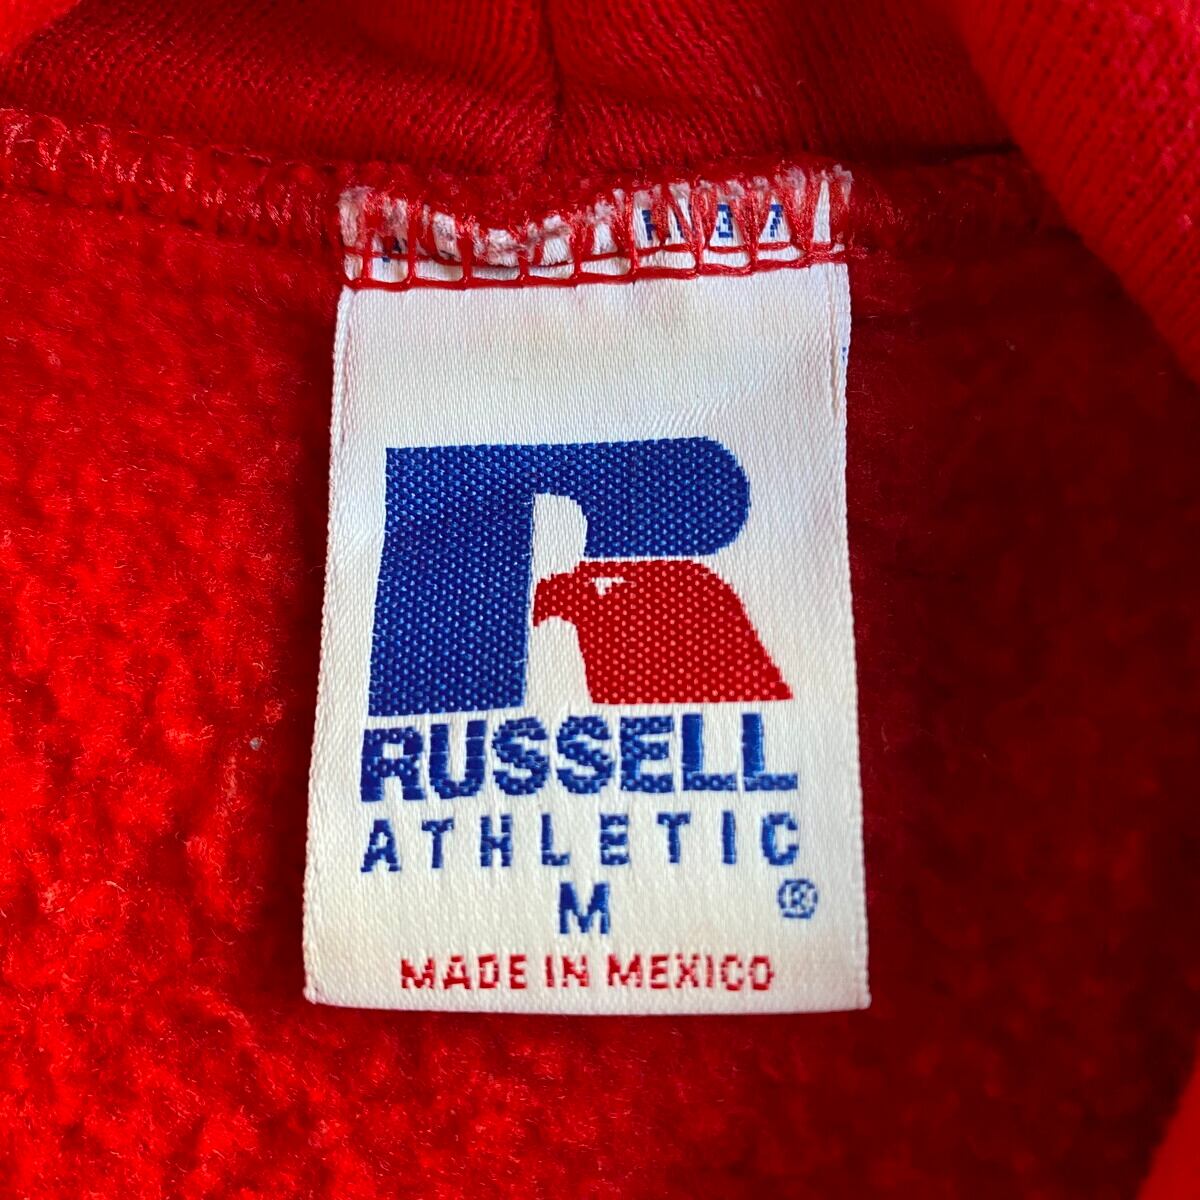 RUSSELL
ATHLETIC
M ®
MADE IN MEXICO